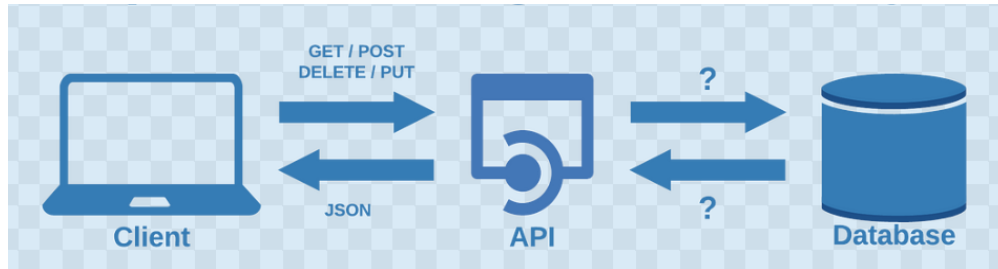 GET / POST
DELETE / PUT
?
JSON
?
Client
API
Database